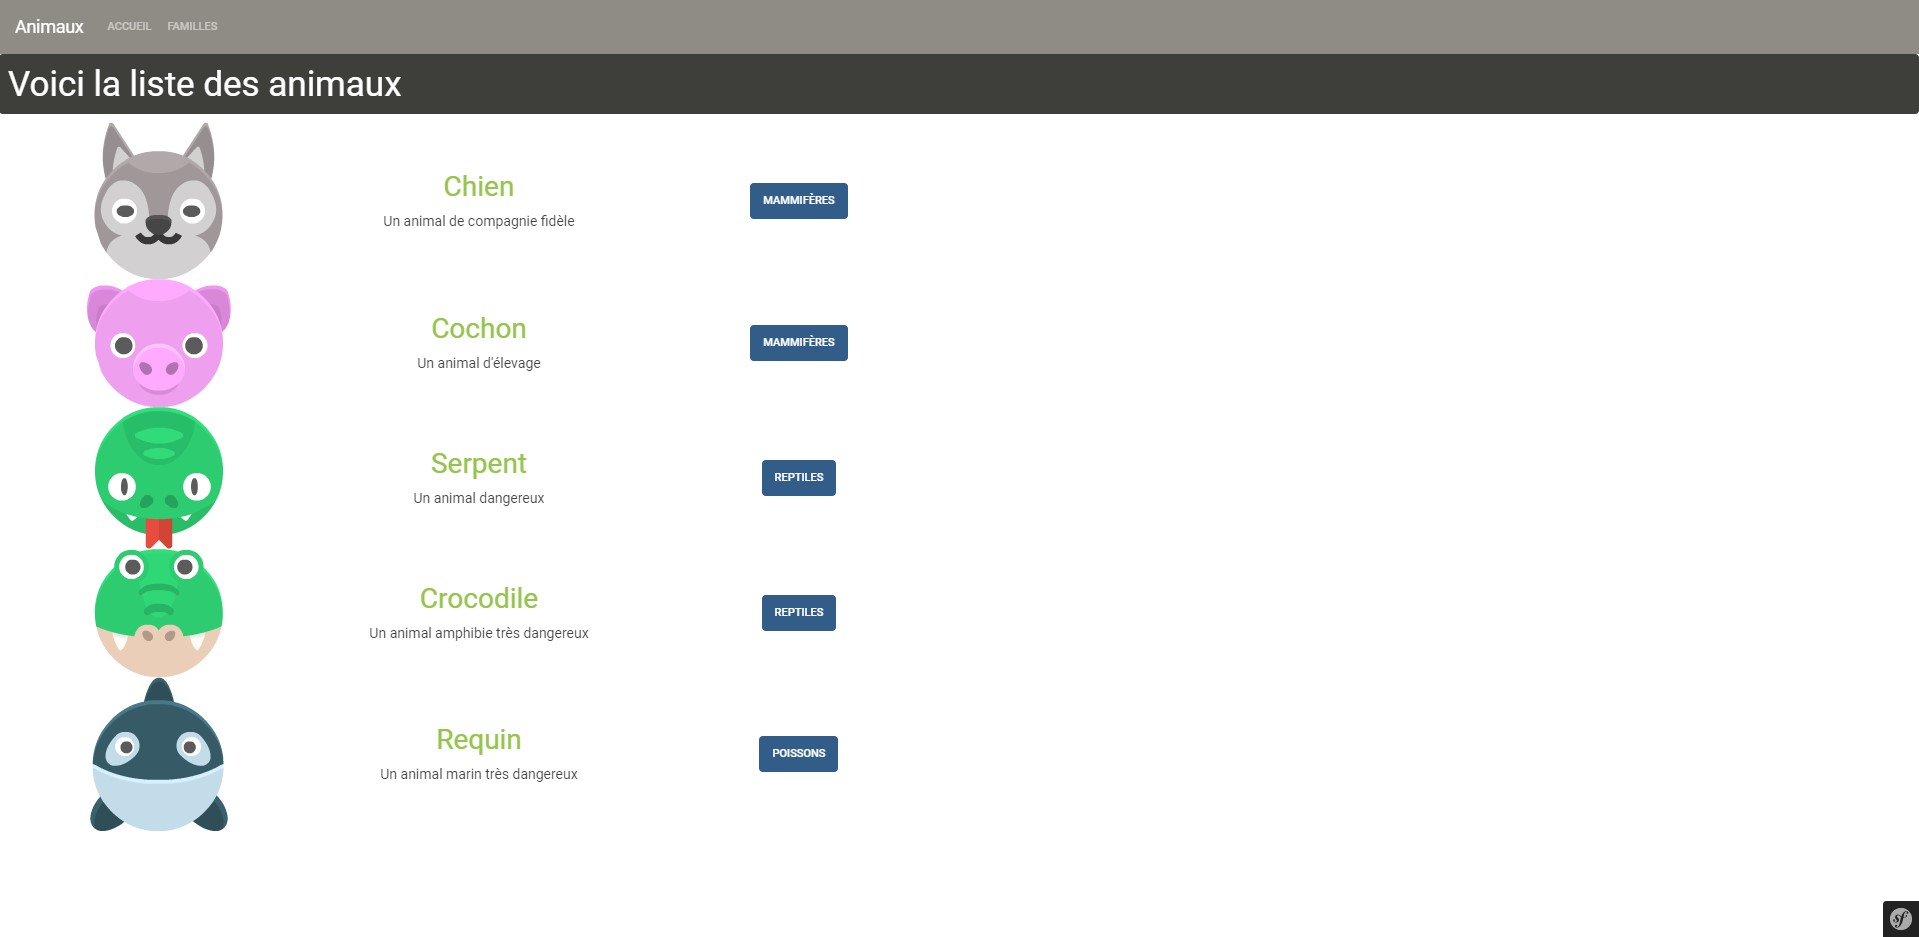 Animaux ACCUEIL FAMILLES
Voici la liste des animaux
Chien
Un animal de compagnie fidèle
MAMMIFÈRES
Cochon
Un animal d'élevage
MAMMIFÈRES
Serpent
Un animal dangereux
REPTILES
Crocodile
Un animal amphibie très dangereux
REPTILES
Requin
Un animal marin très dangereux
POISSONS
sf